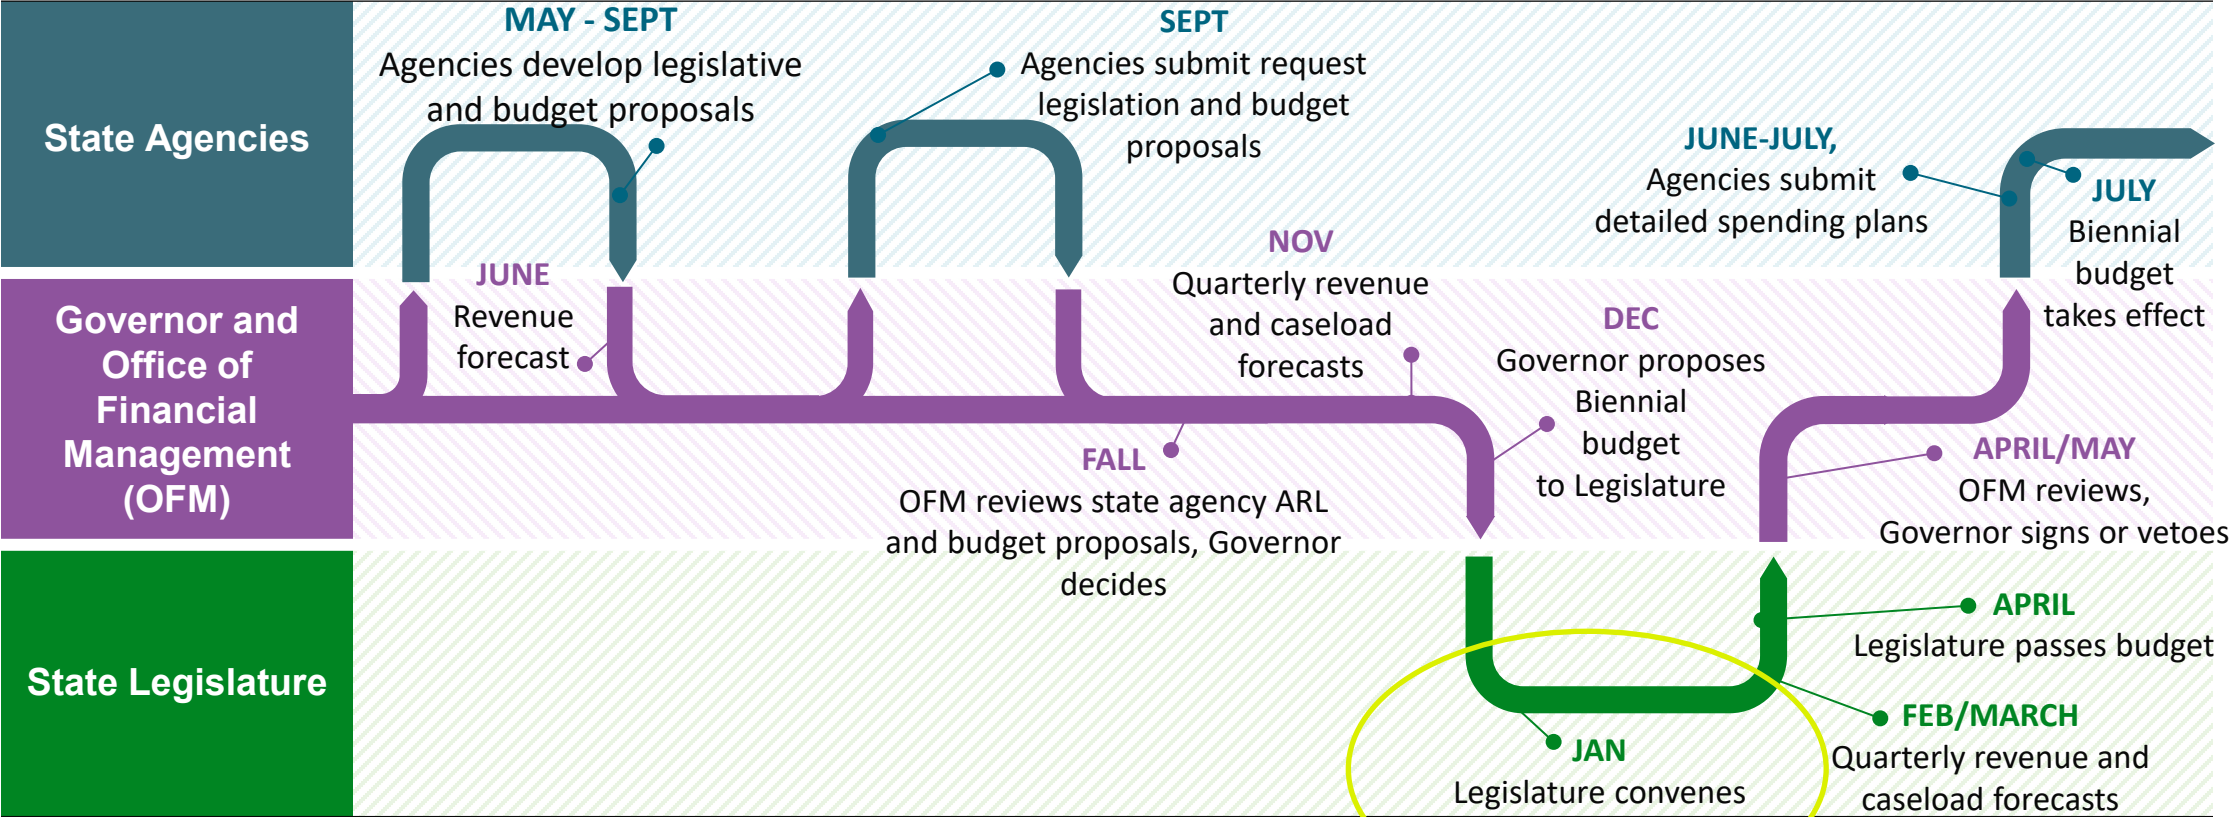 State Agencies
MAY - SEPT
Agencies develop legislative
and budget proposals
SEPT
Agencies submit request
legislation and budget
proposals
JUNE-JULY,
Agencies submit
detailed spending plans
JULY
Biennial
budget
takes effect
Governor and
Office of
Financial
Management
(OFM)
JUNE
Revenue
forecast
FALL
OFM reviews state agency ARL
and budget proposals, Governor
decides
NOV
Quarterly revenue
and caseload
forecasts
DEC
Governor proposes
Biennial
budget
to Legislature
APRIL/MAY
OFM reviews,
Governor signs or vetoes
State Legislature
JAN
Legislature convenes
FEB/MARCH
Quarterly revenue and
caseload forecasts
APRIL
Legislature passes budget